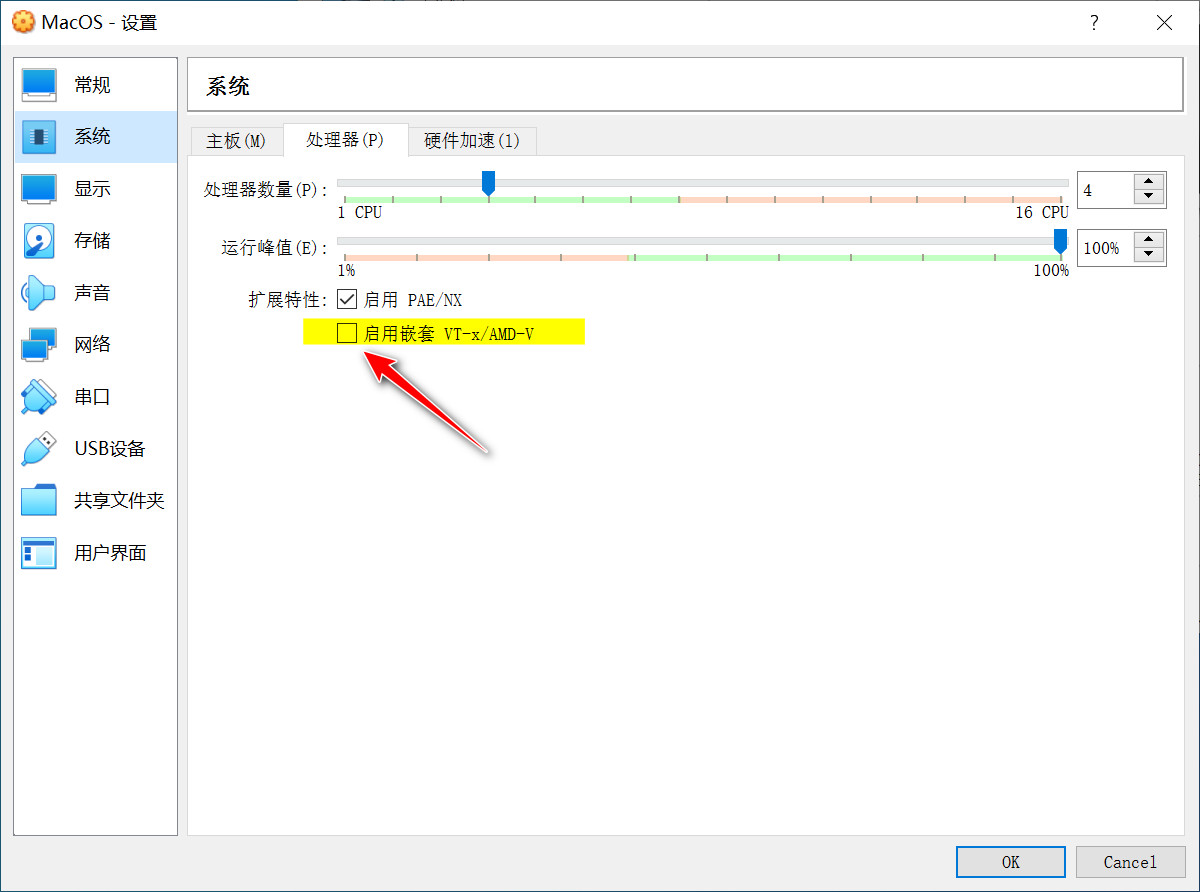 MacOS - 设置
?
常规
系统
显示
存储
声音
网络
串口
USB设备
共享文件夹
用户界面
系统
主板(M) 处理器(P) 硬件加速(l)
处理器数量(P): 4
1 CPU 16 CPU
运行峰值(E): 100%
1% 100%
扩展特性: 启用 PAE/NX
启用嵌套 VT-x/AMD-V
OK Cancel